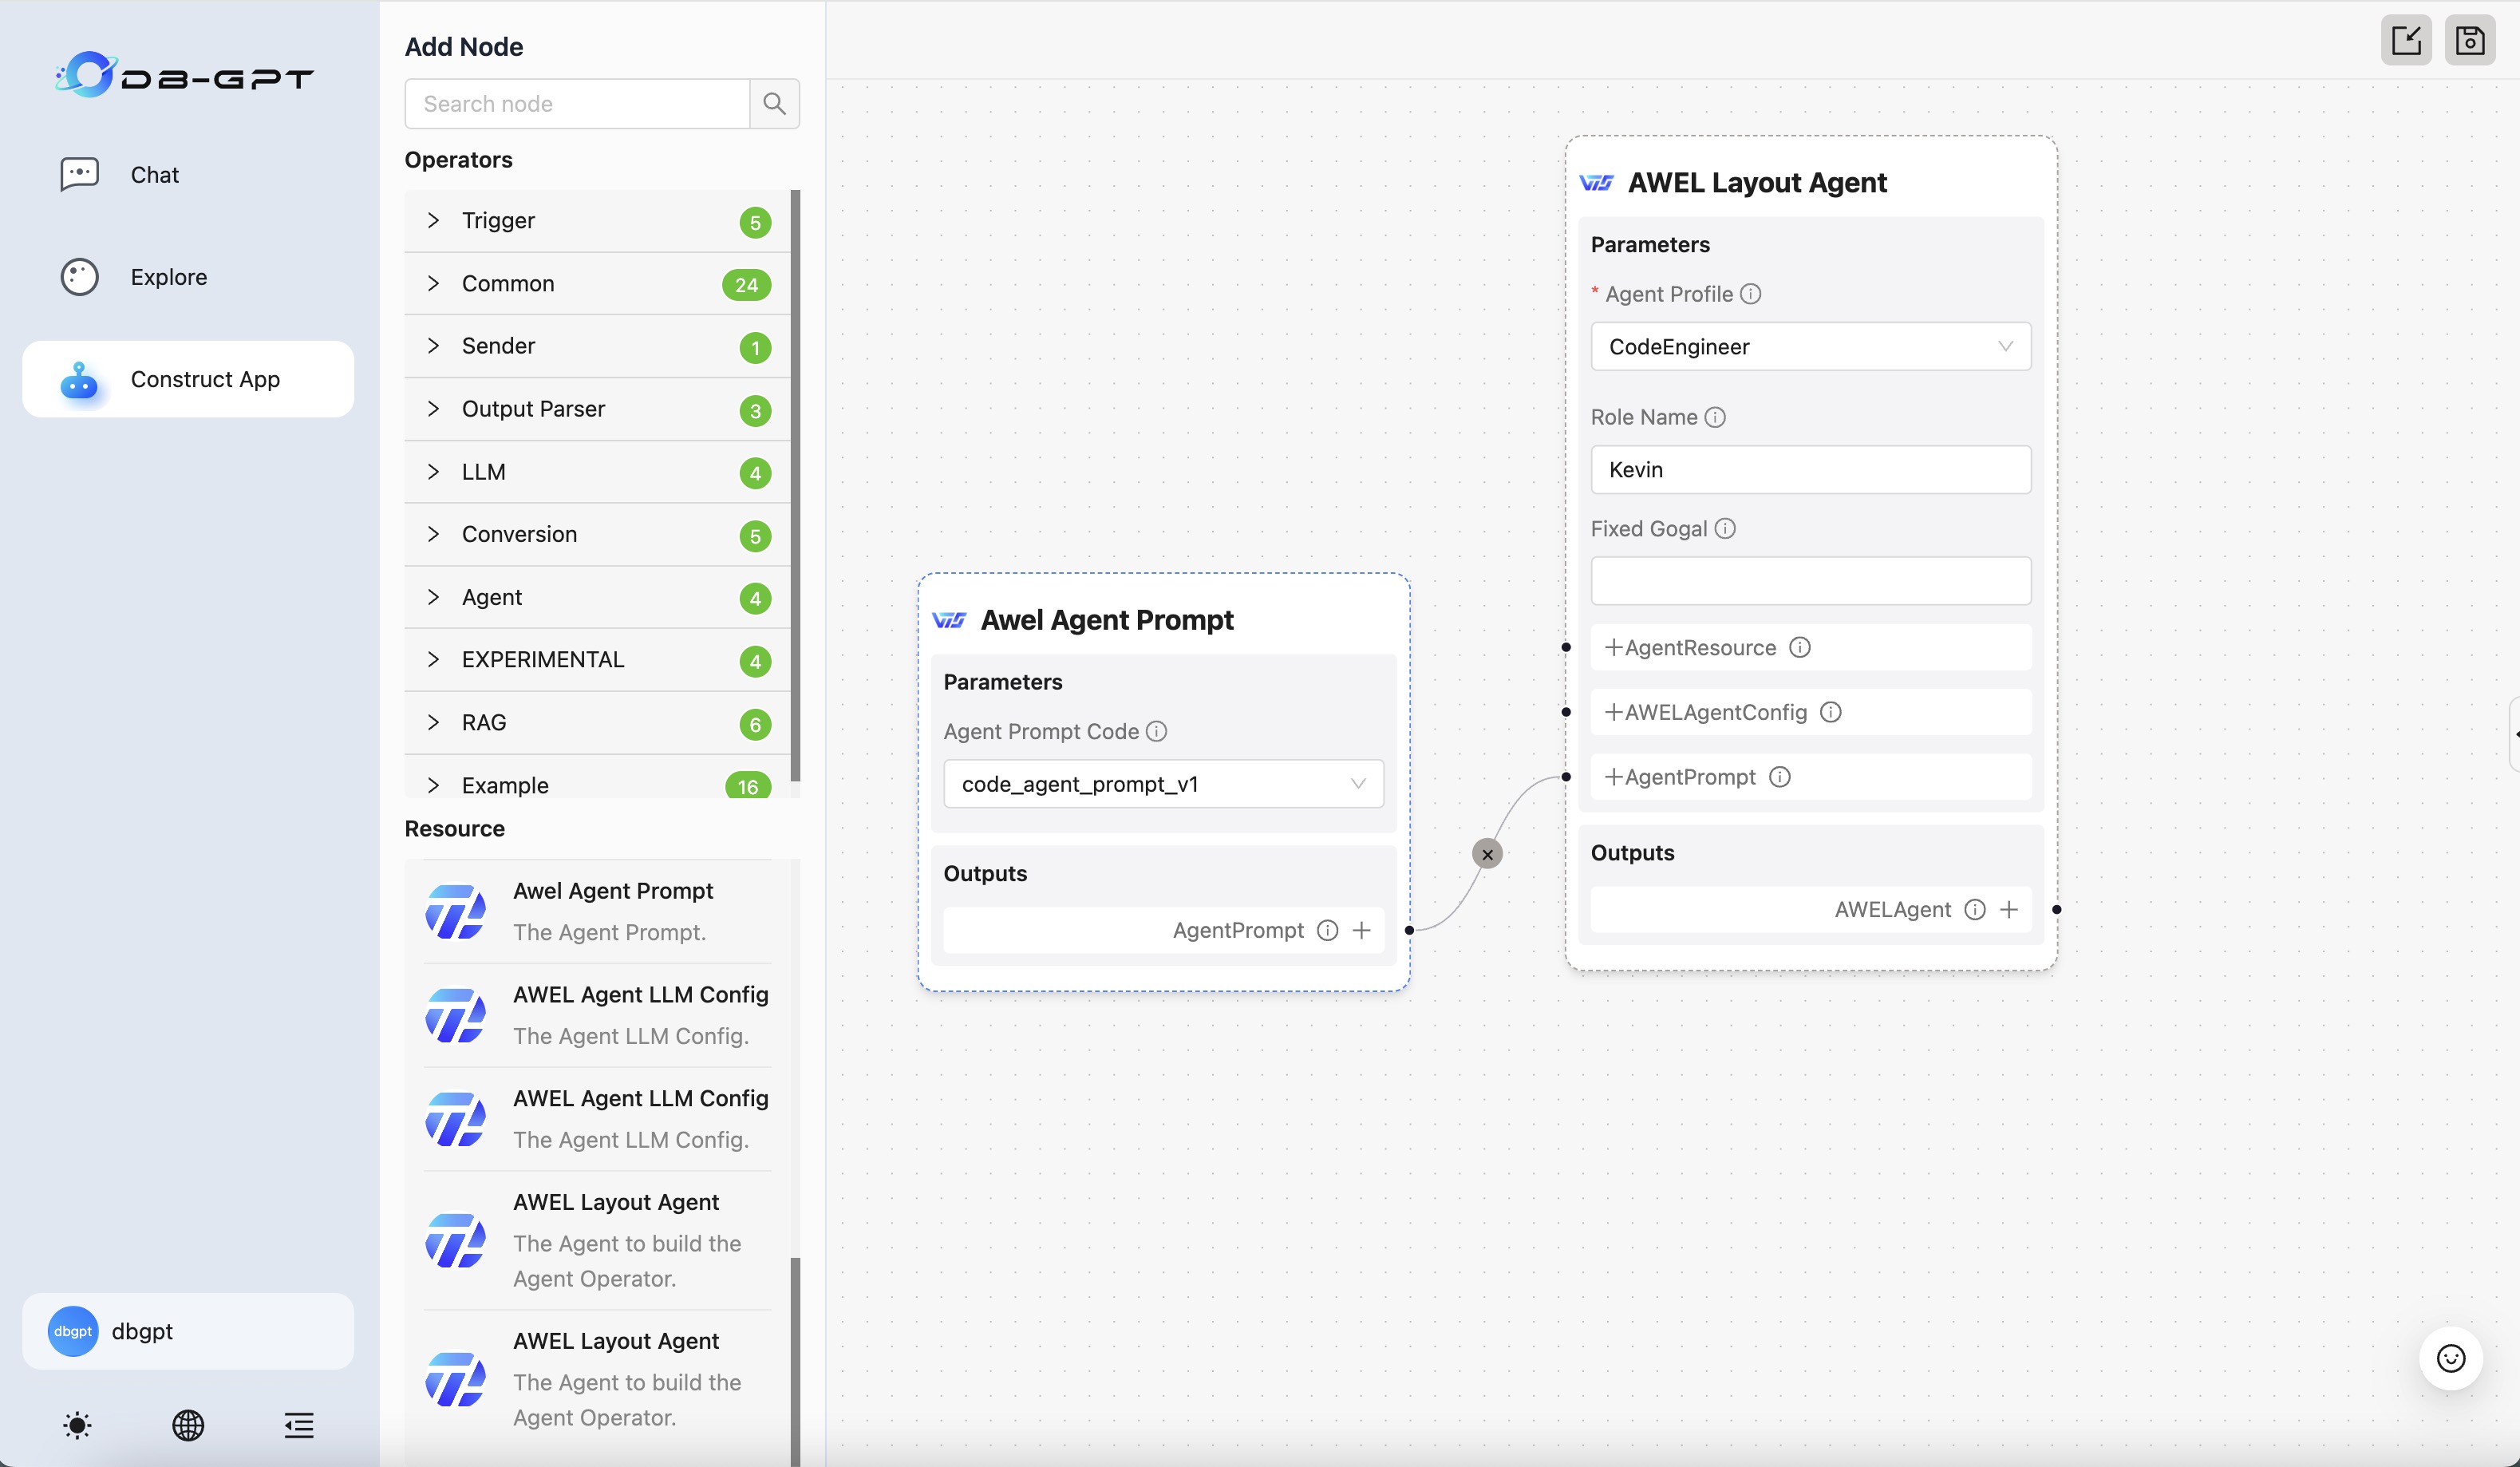 DB-GPT
Chat
Explore
Construct App
dbgpt
dbgpt
Add Node
Search node
Operators
Trigger
5
Common
24
Sender
1
Output Parser
3
LLM
4
Conversion
5
Agent
4
EXPERIMENTAL
4
RAG
6
Example
16
Resource
Awel Agent Prompt
The Agent Prompt.
AWEL Agent LLM Config
The Agent LLM Config.
AWEL Agent LLM Config
The Agent LLM Config.
AWEL Layout Agent
The Agent to build the
Agent Operator.
AWEL Layout Agent
The Agent to build the
Agent Operator.
VIS Awel Agent Prompt
Parameters
Agent Prompt Code
code_agent_prompt_v1
Outputs
AgentPrompt
VIS AWEL Layout Agent
Parameters
* Agent Profile
CodeEngineer
Role Name
Kevin
Fixed Gogal
+AgentResource
+AWELAgentConfig
+AgentPrompt
Outputs
AWELAgent +